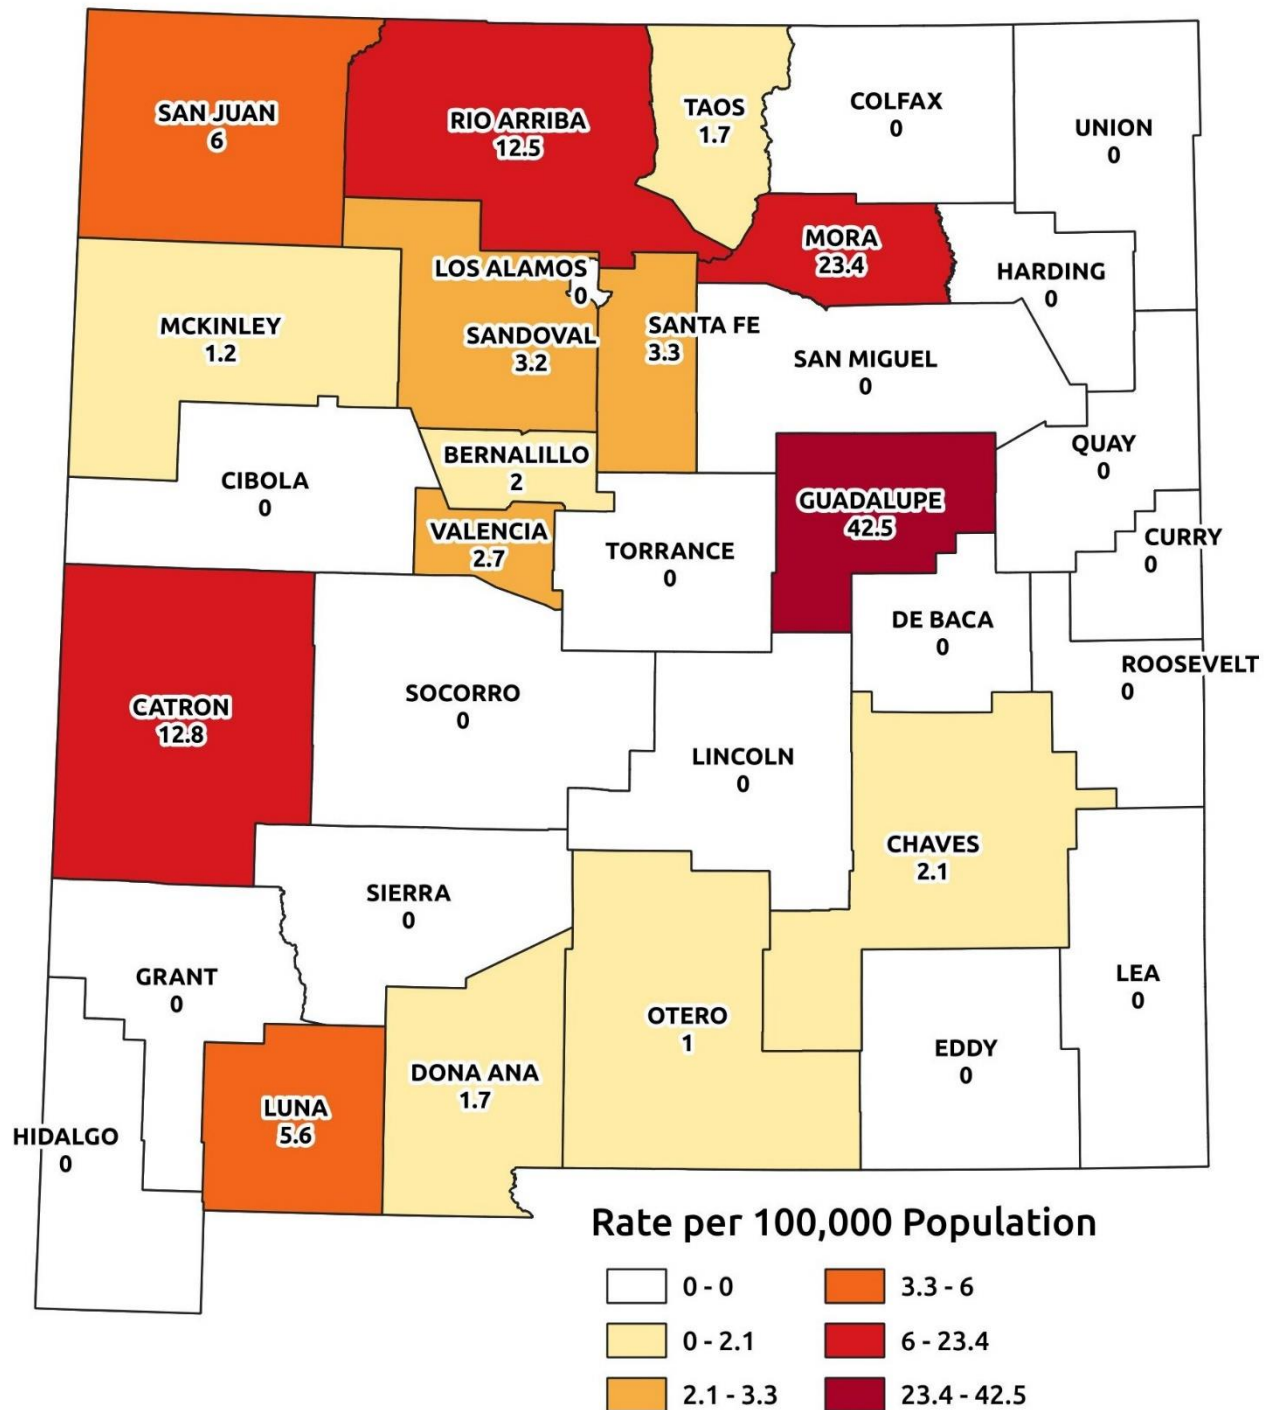 SAN JUAN
6
RIO ARRIBA
12.5
TAOS
1.7
COLFAX
0
UNION
0
MORA
23.4
HARDING
0
LOS ALAMOS
0
MCKINLEY
1.2
SANDOVAL
3.2
SANTA FE
3.3
SAN MIGUEL
0
QUAY
0
BERNALILLO
2
CIBOLA
0
GUADALUPE
42.5
VALENCIA
2.7
TORRANCE
0
CURRY
0
DE BACA
0
ROOSEVELT
0
CATRON
12.8
SOCORRO
0
LINCOLN
0
CHAVES
2.1
SIERRA
0
GRANT
0
LEA
0
OTERO
1
EDDY
0
DONA ANA
1.7
LUNA
5.6
HIDALGO
0
Rate per 100,000 Population
0 - 0
3.3 - 6
0 - 2.1
6 - 23.4
2.1 - 3.3
23.4 - 42.5